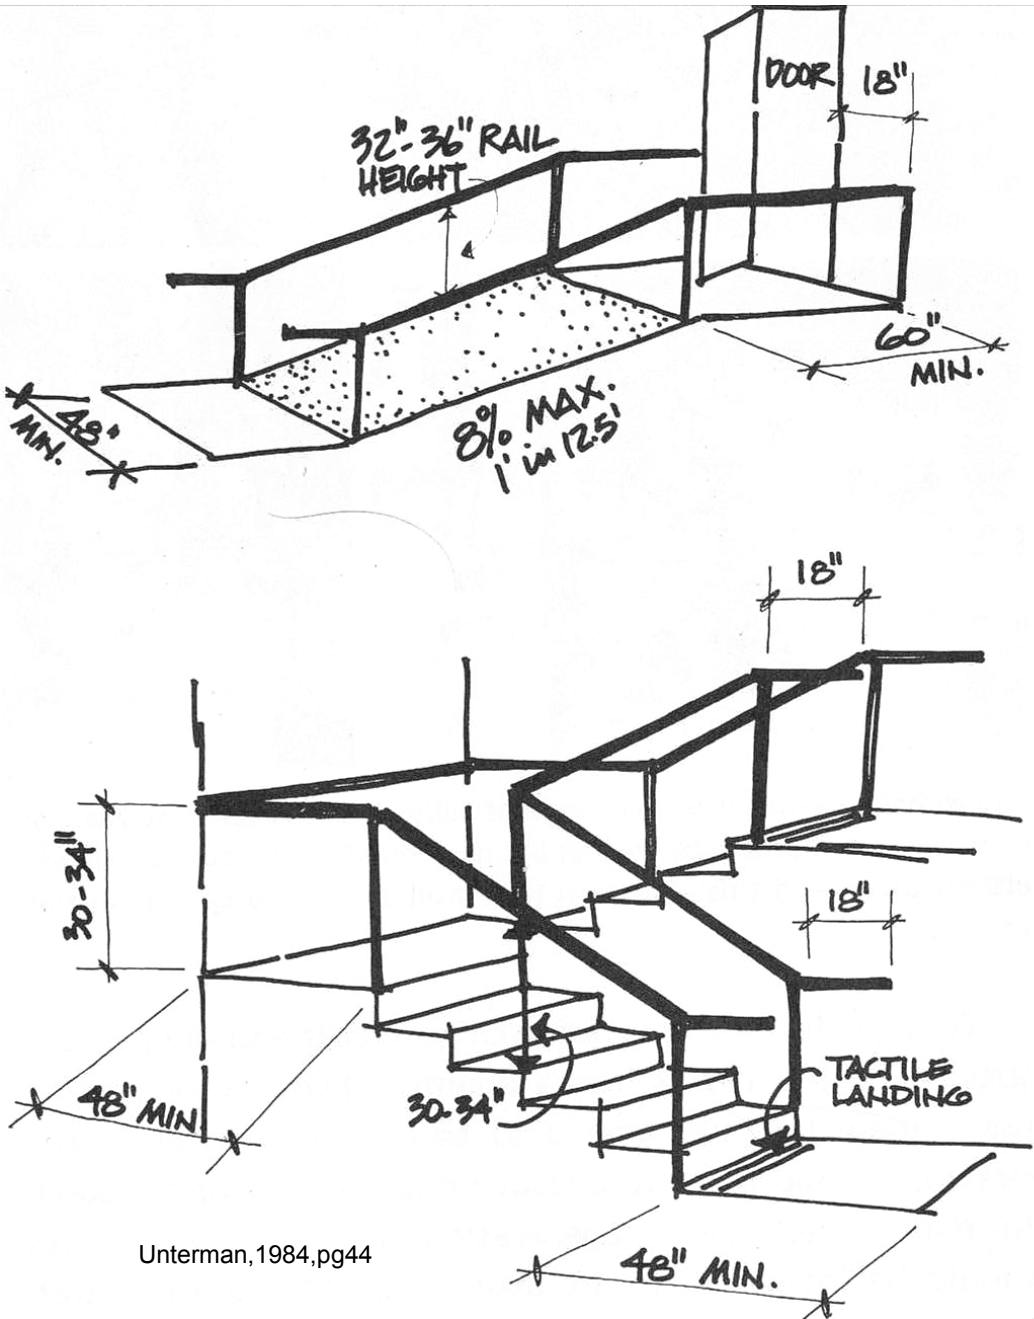 DOOR
18"
32"-36" RAIL
HEIGHT
60"
MIN.
48"
MIN.
8% MAX.
1' in 12.5'
18"
30-34"
18"
48" MIN.
30-34"
TACTILE
LANDING
Unterman,1984,pg44
48" MIN.